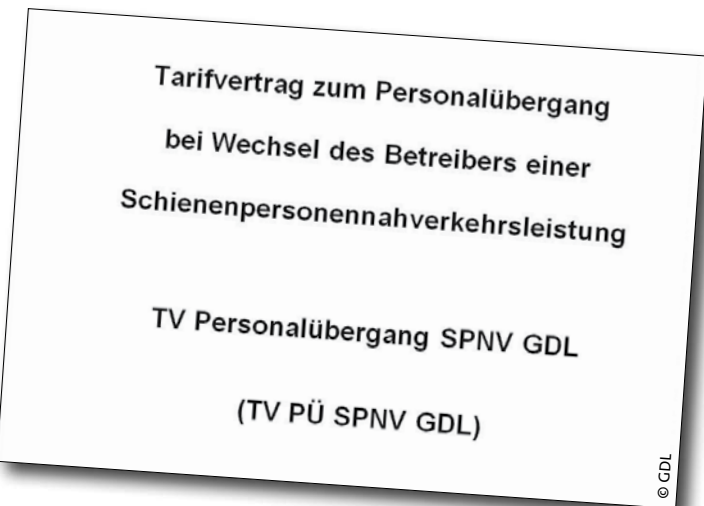 Tarifvertrag zum Personalübergang
bei Wechsel des Betreibers einer
Schienenpersonennahverkehrsleistung
TV Personalübergang SPNV GDL
(TV PÜ SPNV GDL)
© GDL